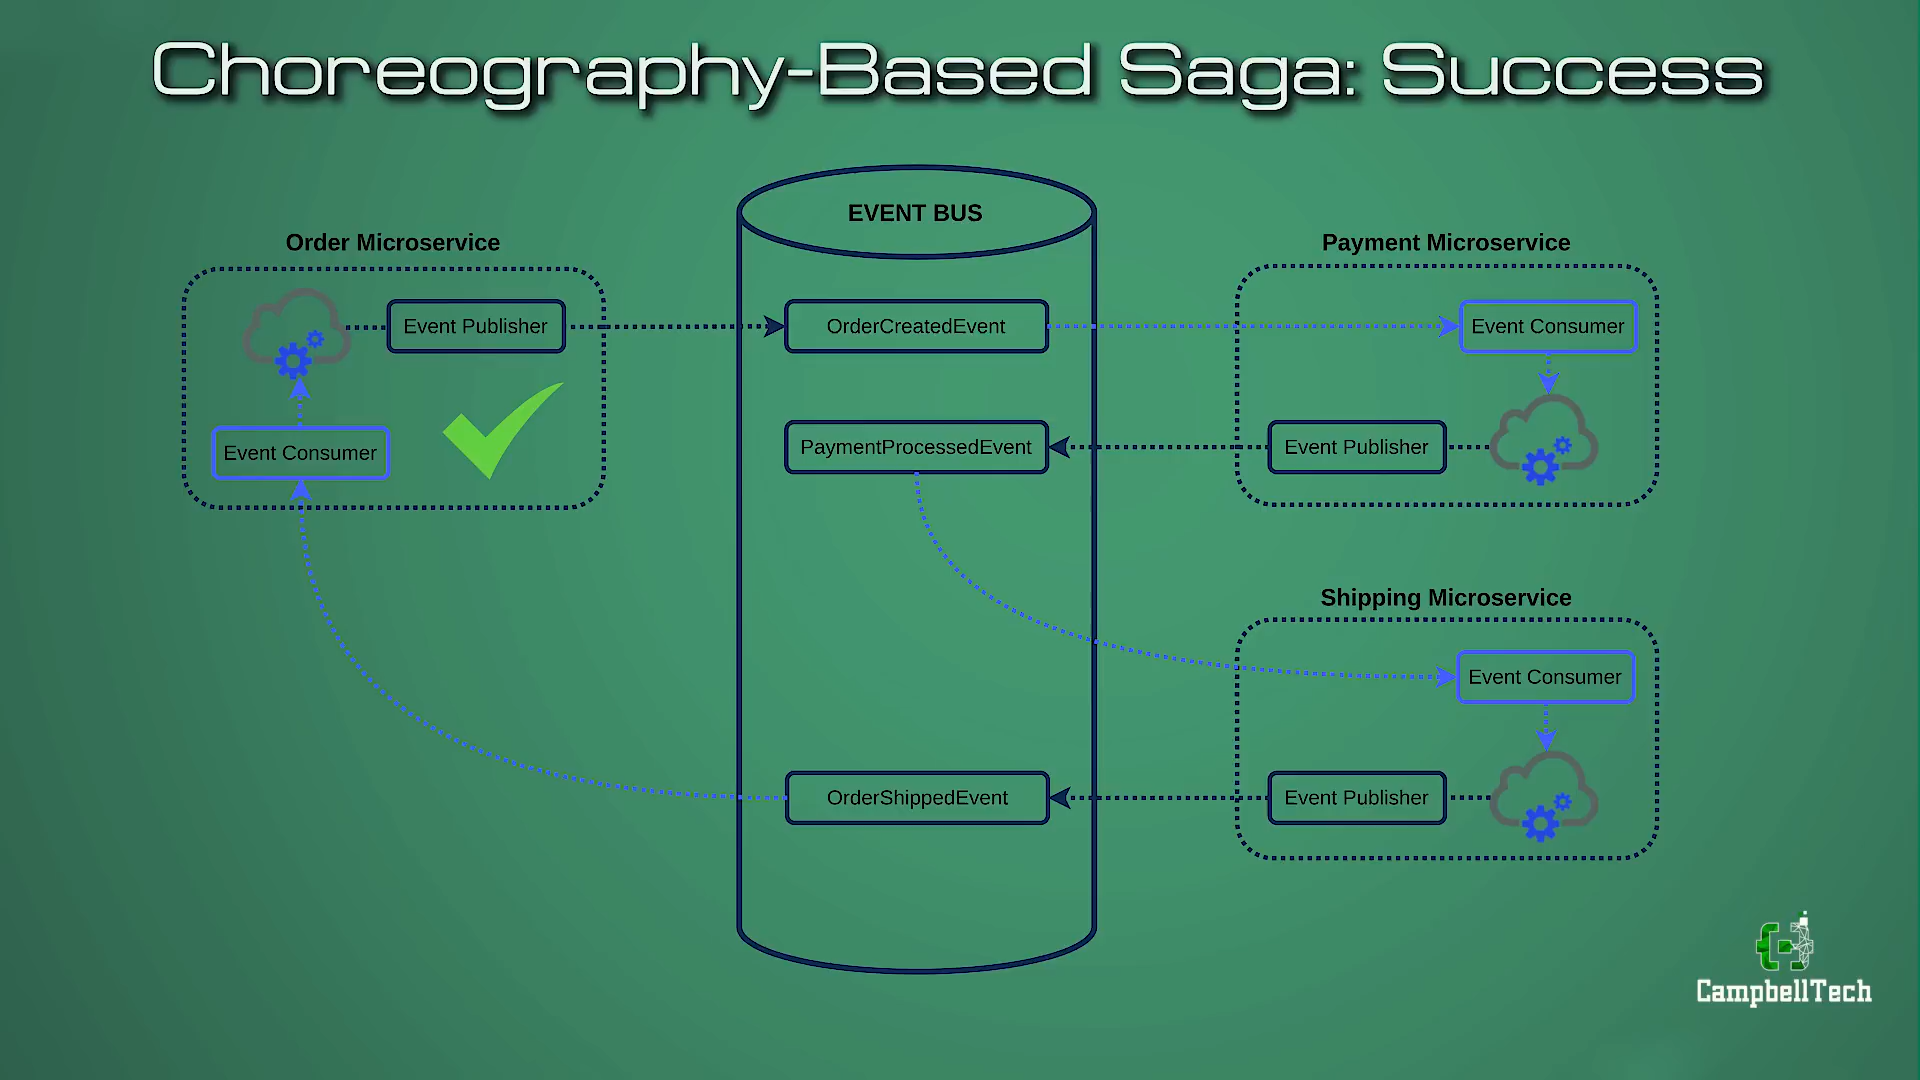 Choreography-Based Saga: Success
EVENT BUS
Order Microservice
Event Publisher
Event Consumer
OrderCreatedEvent
PaymentProcessedEvent
OrderShippedEvent
Payment Microservice
Event Consumer
Event Publisher
Shipping Microservice
Event Consumer
Event Publisher
CampbellTech